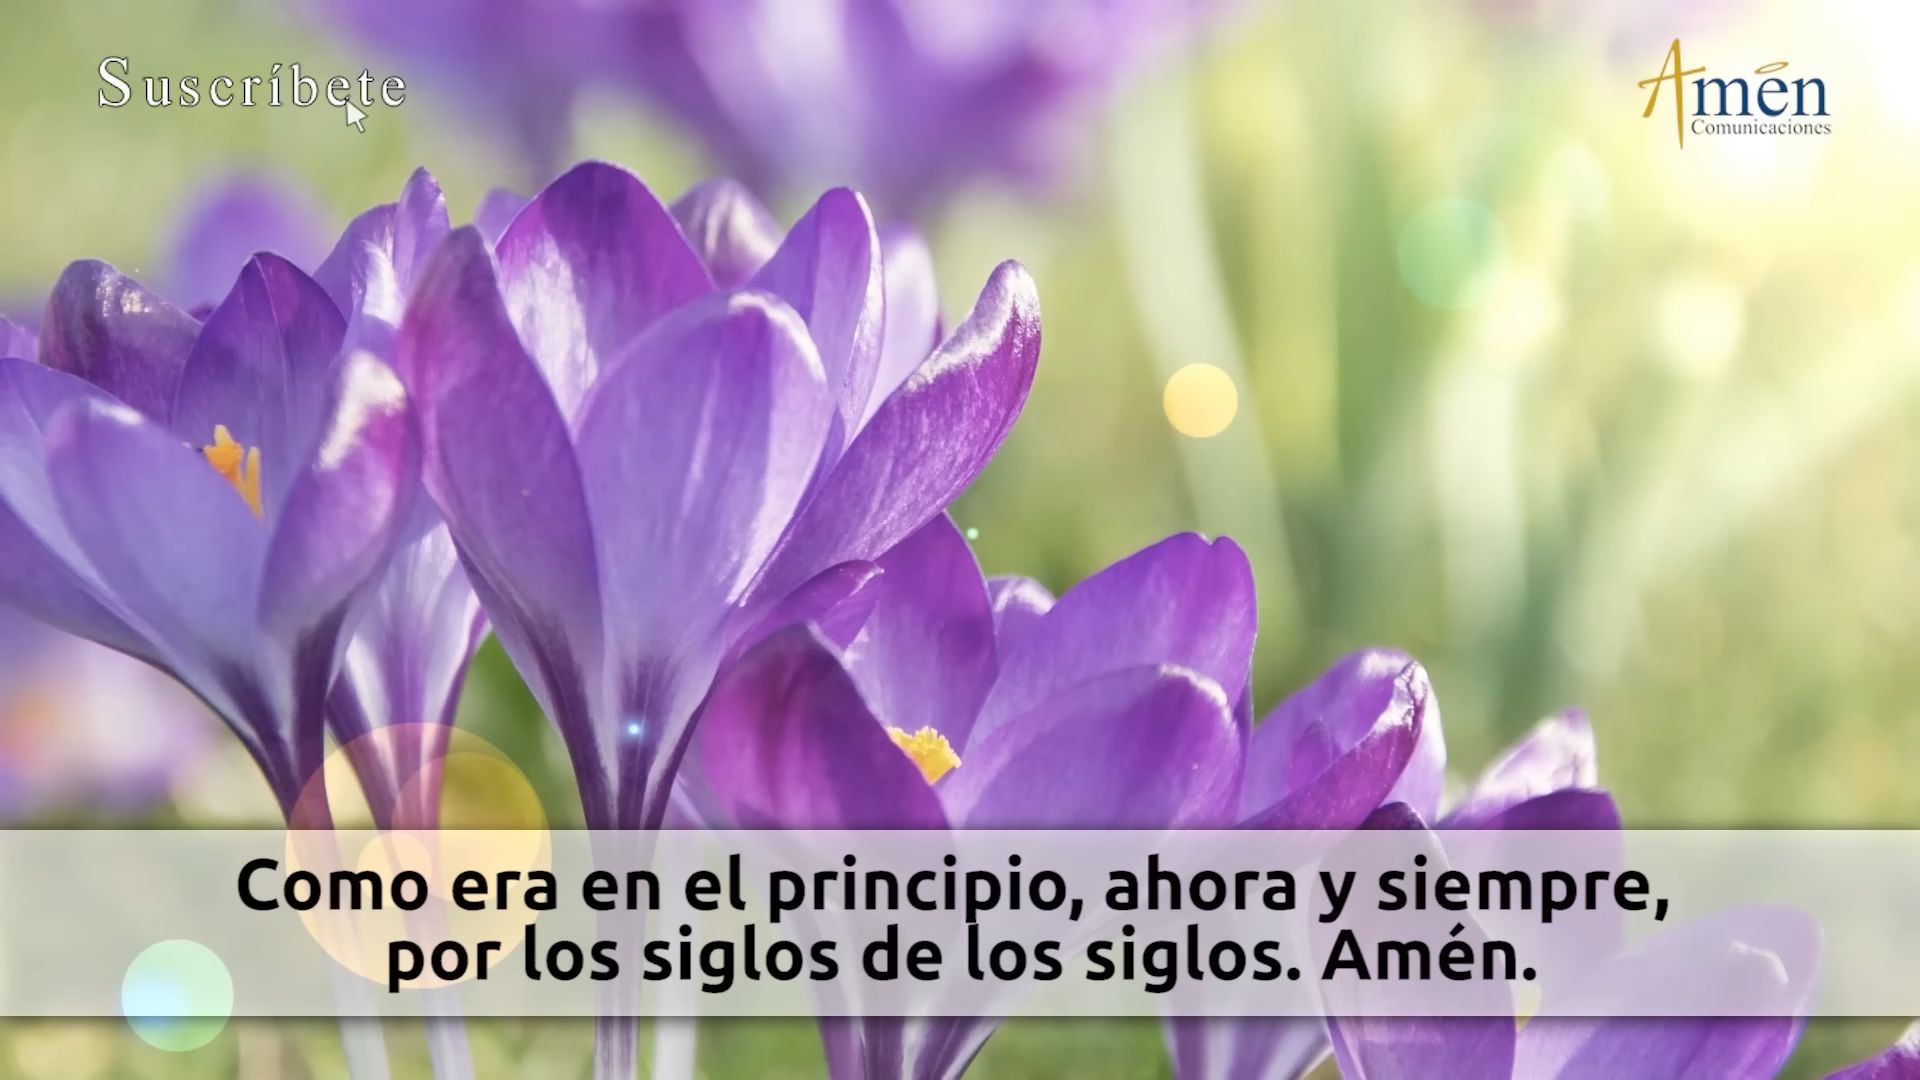 Suscríbete
Amén
Comunicaciones
Como era en el principio, ahora y siempre,
por los siglos de los siglos. Amén.